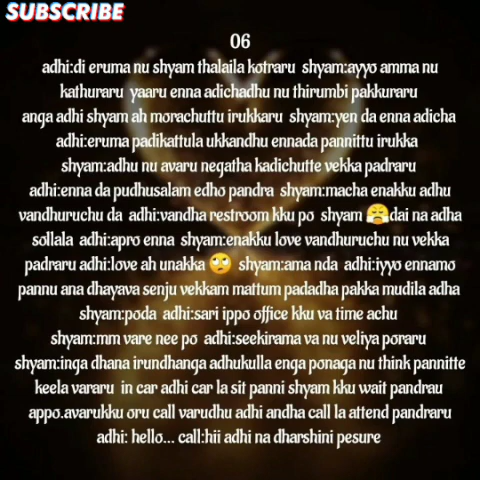 SUBSCRIBE
06
adhi:di eruma nu shyam thalaila kotraru shyam:ayyo amma nu
kathuraru yaaru enna adichadhu nu thirumbi pakkuraru
anga adhi shyam ah morachuttu irukkaru shyam:yen da enna adicha
adhi:eruma padikattula ukkandhu ennada pannittu irukka
shyam:adhu nu avaru negatha kadichutte vekka padraru
adhi:enna da pudhusalam edho pandra shyam:macha enakku adhu
vandhuruchu da adhi:vandha restroom kku po shyam 😤dai na adha
sollala adhi:apro enna shyam:enakku love vandhuruchu nu vekka
padraru adhi:love ah unakka 🙄 shyam:ama nda adhi:iyyo ennamo
pannu ana dhayava senju vekkam mattum padadha pakka mudila adha
shyam:poda adhi:sari ippo office kku va time achu
shyam:mm vare nee po adhi:seekirama va nu veliya poraru
shyam:inga dhana irundhanga adhukulla enga ponaga nu think pannitte
keela vararu in car adhi car la sit panni shyam kku wait pandrau
appo.avarukku oru call varudhu adhi andha call la attend pandraru
adhi: hello... call:hii adhi na dharshini pesure